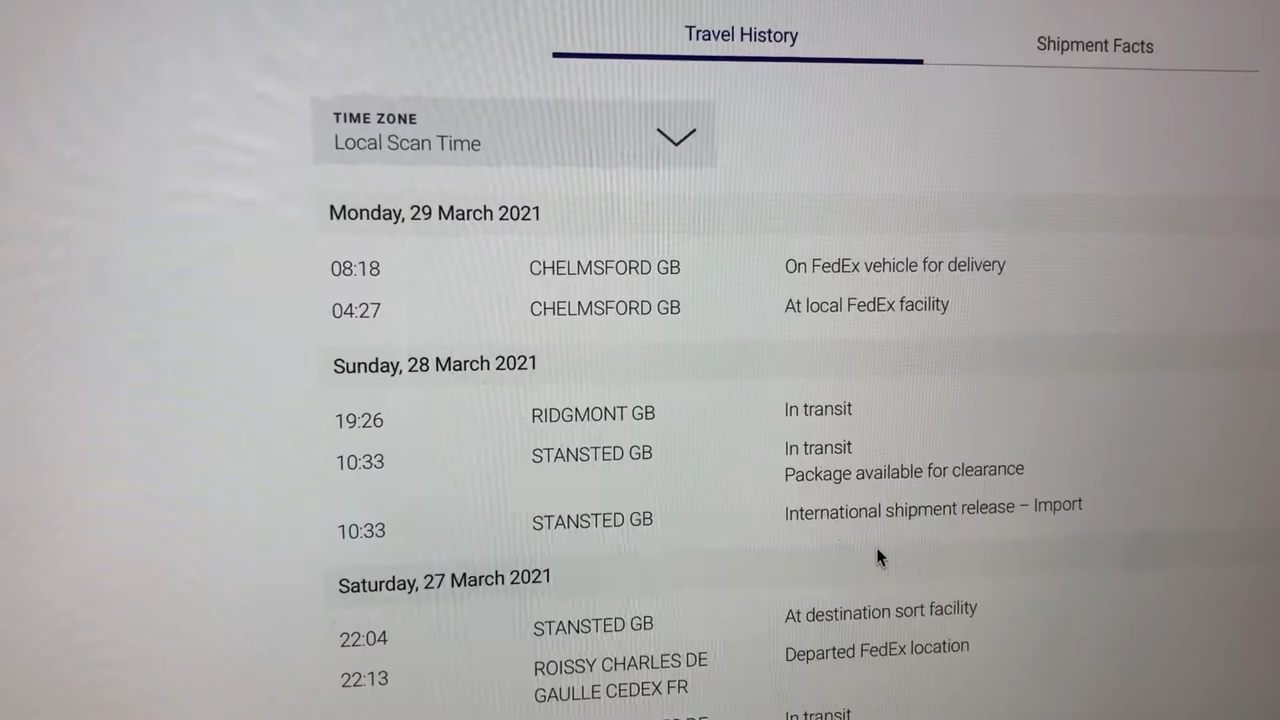 Travel History
Shipment Facts
TIME ZONE
Local Scan Time
Monday, 29 March 2021
08:18 CHELMSFORD GB On FedEx vehicle for delivery
04:27 CHELMSFORD GB At local FedEx facility
Sunday, 28 March 2021
19:26 RIDGMONT GB In transit
10:33 STANSTED GB In transit
Package available for clearance
10:33 STANSTED GB International shipment release – Import
Saturday, 27 March 2021
22:04 STANSTED GB At destination sort facility
22:13 ROISSY CHARLES DE Departed FedEx location
GAULLE CEDEX FR
In transit